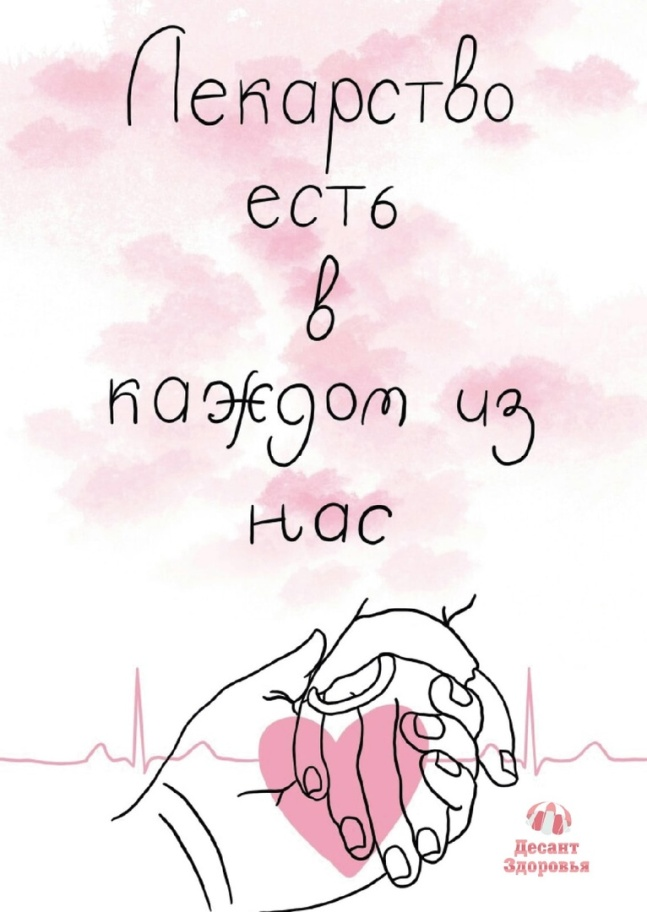 Лекарство
есть
в
каждом из
нас
Десант
Здоровья